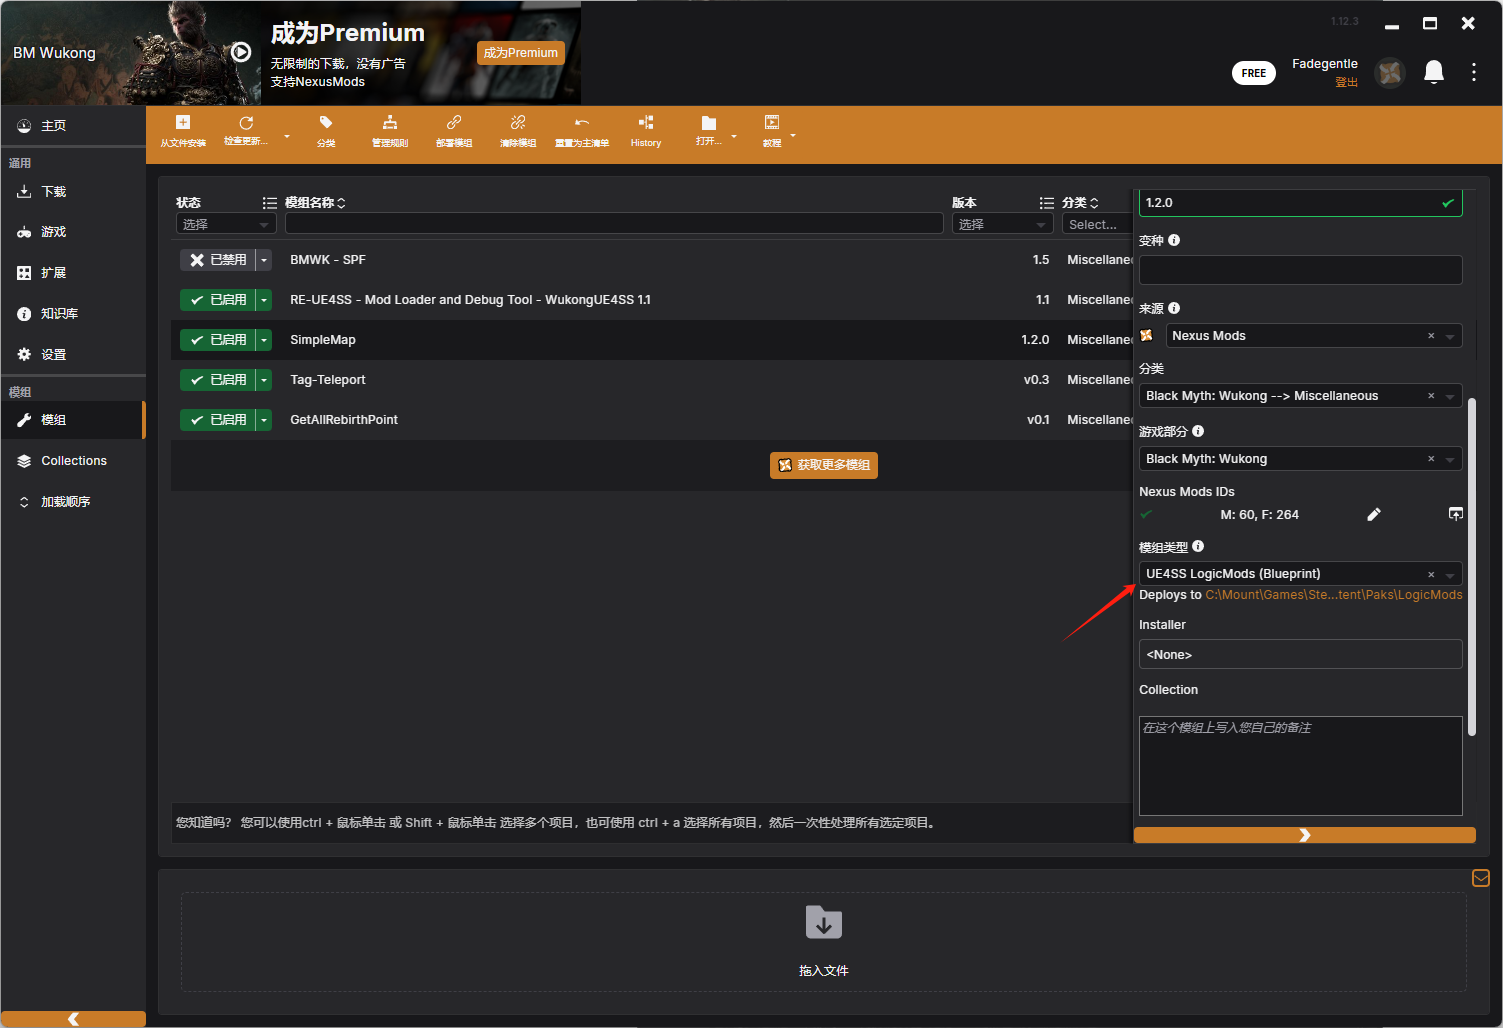 BM Wukong
成为Premium
无限制的下载，没有广告
支持NexusMods
成为Premium
1.12.3
FREE
Fadegentle
登出
主页
通用
下载
游戏
扩展
知识库
设置
模组
模组
Collections
加载顺序
从文件安装
检查更新...
分类
管理规则
部署模组
清除模组
重置为主清单
History
打开...
教程
状态
模组名称
版本
分类
选择
选择
Select...
已禁用
BMWK - SPF
1.5
Miscellanec
已启用
RE-UE4SS - Mod Loader and Debug Tool - WukongUE4SS 1.1
1.1
Miscellanec
已启用
SimpleMap
1.2.0
Miscellanec
已启用
Tag-Teleport
v0.3
Miscellanec
已启用
GetAllRebirthPoint
v0.1
Miscellanec
获取更多模组
您知道吗？ 您可以使用ctrl + 鼠标单击 或 Shift + 鼠标单击 选择多个项目，也可使用 ctrl + a 选择所有项目，然后一次性处理所有选定项目。
1.2.0
变种
来源
Nexus Mods
分类
Black Myth: Wukong --> Miscellaneous
游戏部分
Black Myth: Wukong
Nexus Mods IDs
M: 60, F: 264
模组类型
UE4SS LogicMods (Blueprint)
Deploys to C:\Mount\Games\Ste...tent\Paks\LogicMods
Installer
<None>
Collection
在这个模组上写入您自己的备注
拖入文件